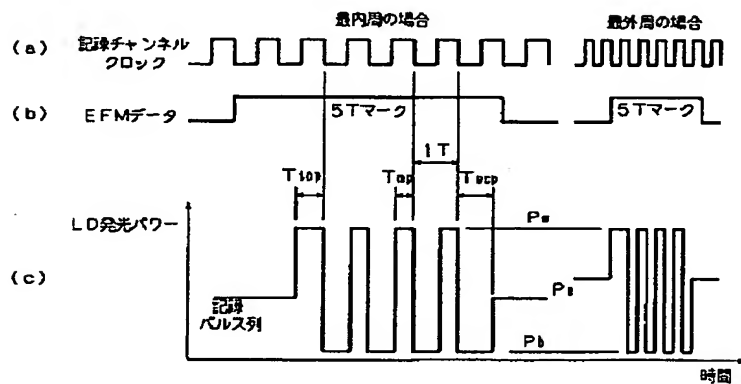 最内周の場合
最外周の場合
(a) 記録チャンネル
クロック
(b) EFMデータ
5Tマーク
5Tマーク
1T
Ttop
Tmp
Tecp
LD発光パワー
Pw
(c)
Pe
記録
パルス列
Pb
時間